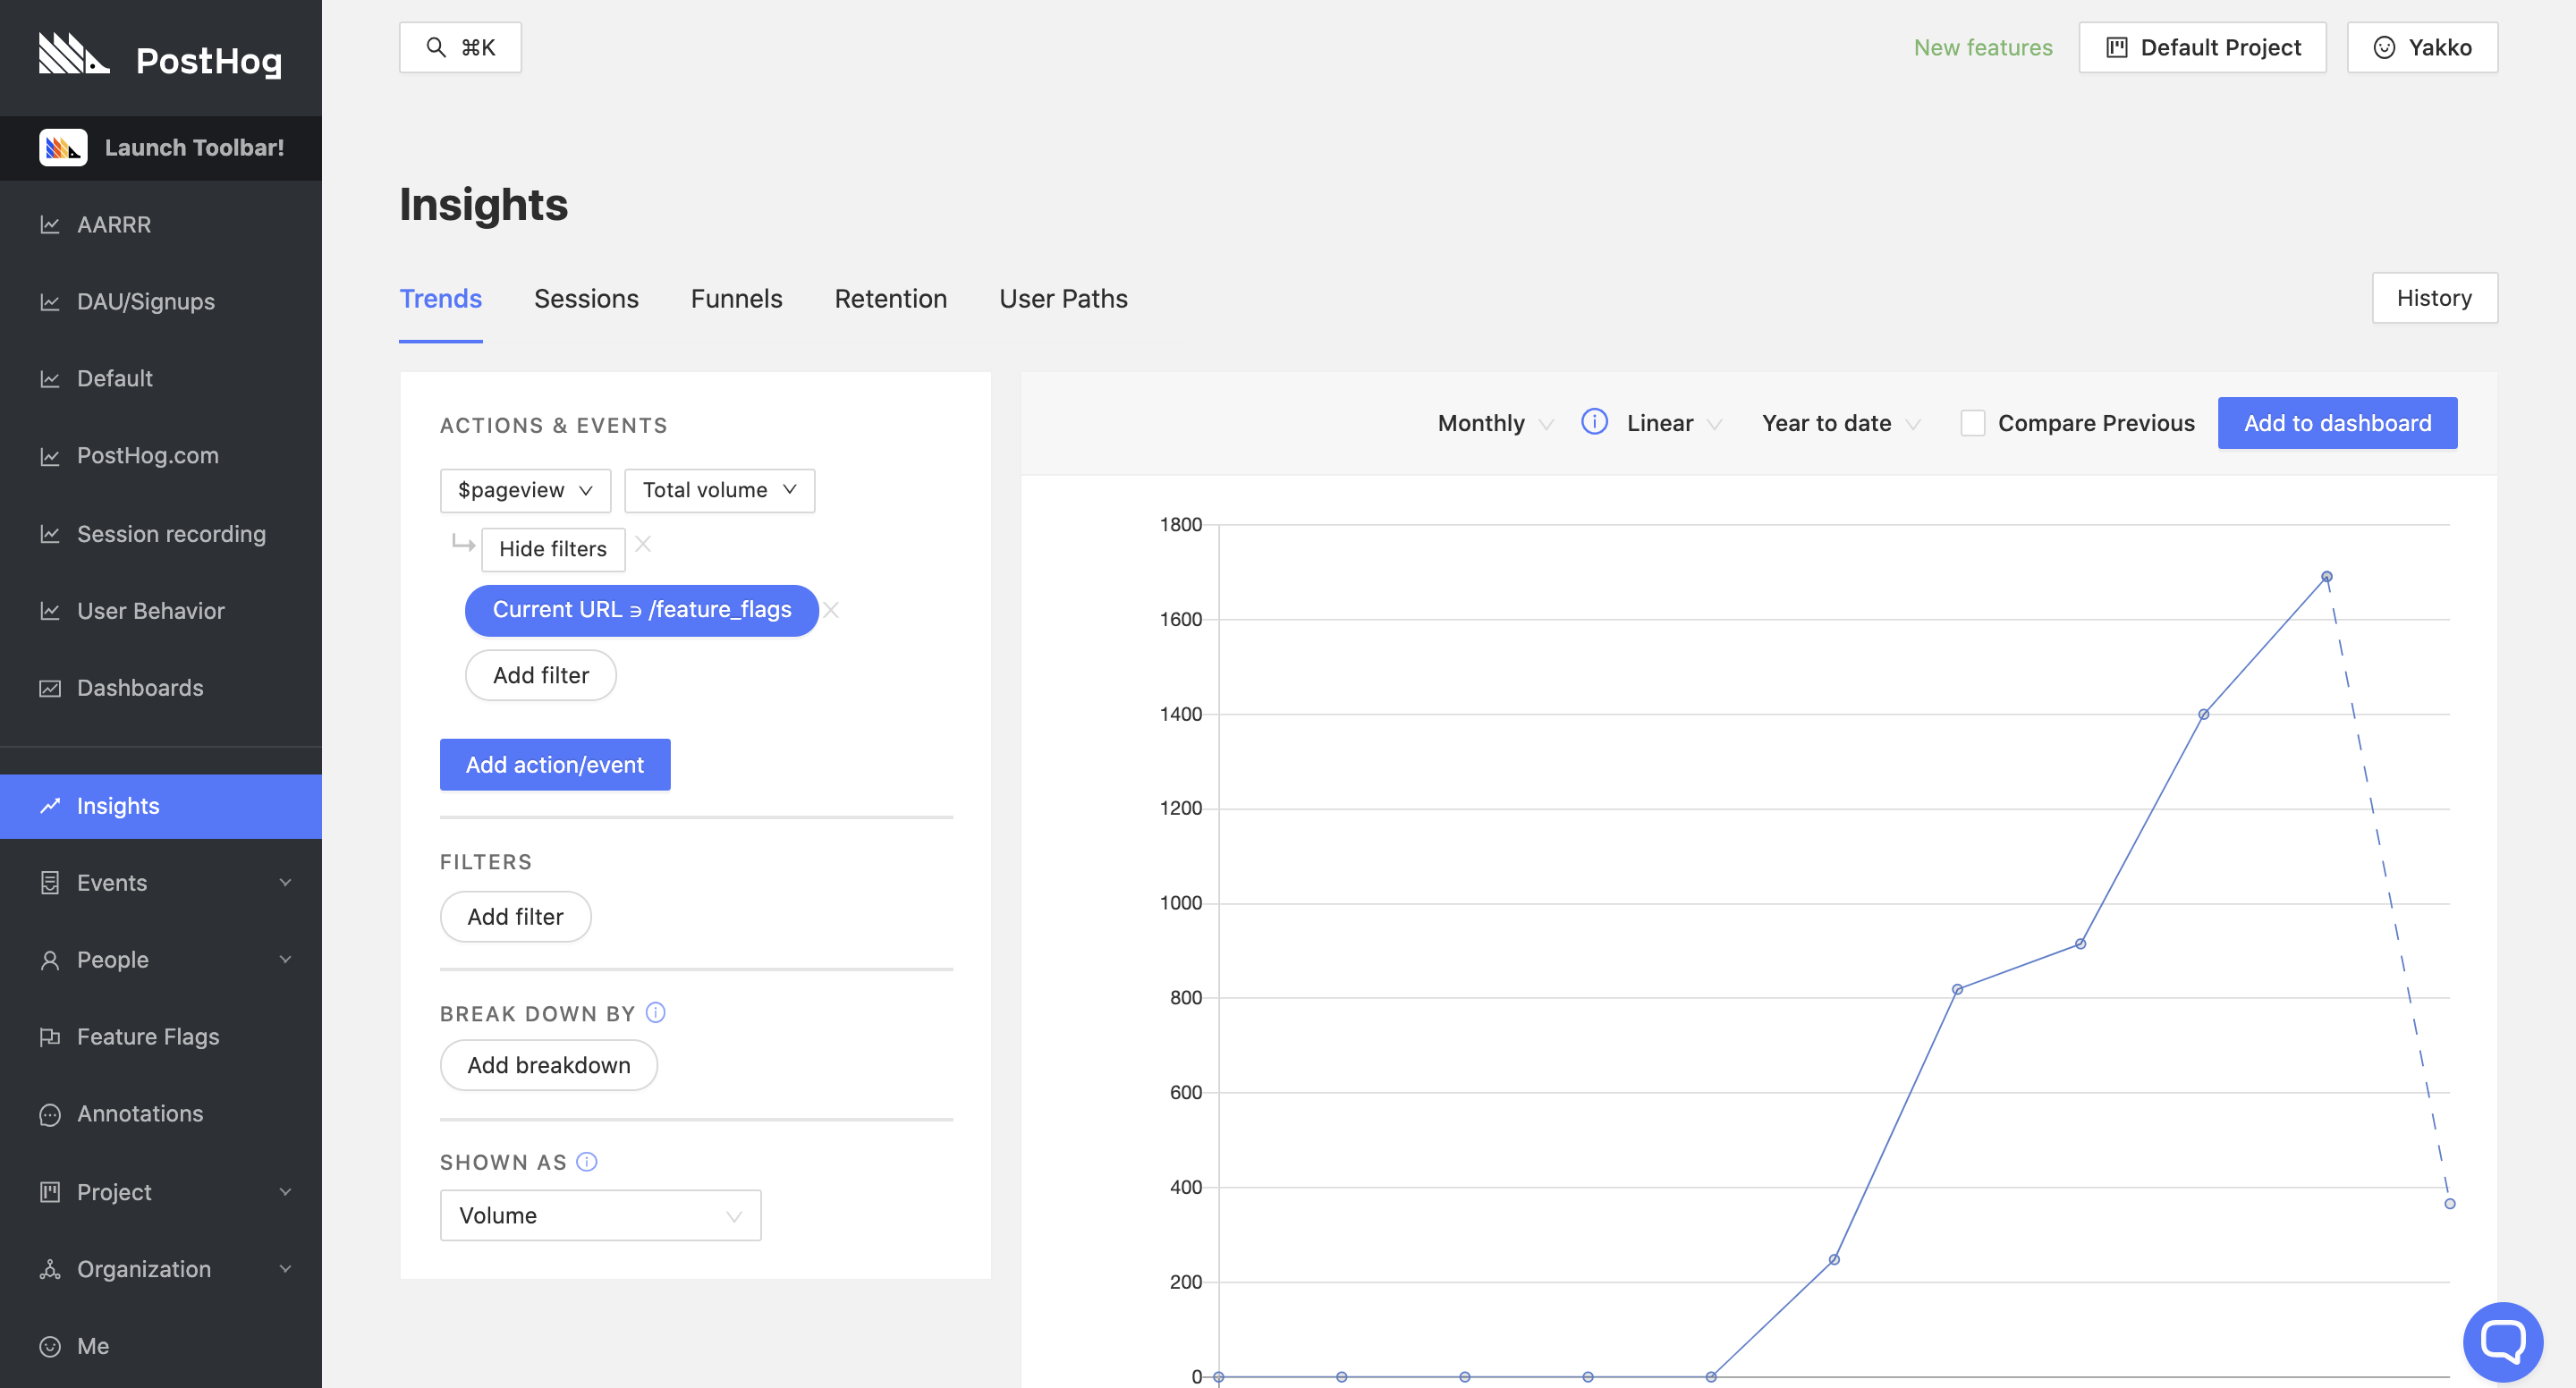 PostHog
Launch Toolbar!
AARRR
DAU/Signups
Default
PostHog.com
Session recording
User Behavior
Dashboards
Insights
Events
People
Feature Flags
Annotations
Project
Organization
Me
⌘K
New features
Default Project
Yakko
Insights
Trends
Sessions
Funnels
Retention
User Paths
History
ACTIONS & EVENTS
$pageview
Total volume
Hide filters
Current URL ∋ /feature_flags
Add filter
Add action/event
FILTERS
Add filter
BREAK DOWN BY
Add breakdown
SHOWN AS
Volume
Monthly
Linear
Year to date
Compare Previous
Add to dashboard
1800
1600
1400
1200
1000
800
600
400
200
0